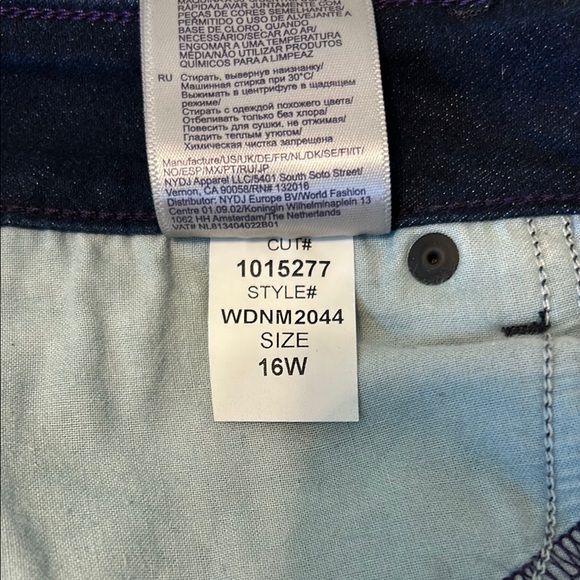 RÁPIDA/LAVAR JUNTAMENTE COM
PEÇAS DE CORES SEMELHANTES
PERMITIDO O USO DE ALVEJANTE A
BASE DE CLORO, QUANDO
NECESSÁRIO/SECAR AO AR/
ENGOMAR A UMA TEMPERATURA
MÉDIA/NÃO UTILIZAR PRODUTOS
QUÍMICOS PARA A LIMPEZA
RU Стирать, вывернув наизнанку/
Машинная стирка при 30°C/
Выжимать в центрифуге в щадящем
режиме/
Стирать с одеждой похожего цвета/
Отбеливать только без хлора/
Повесить для сушки, не отжимая/
Гладить теплым утюгом/
Химическая чистка запрещена
Manufacture/US/UK/DE/FR/NL/DK/SE/FI/IT/
NO/ESP/MX/PT/RU/JP
NYDJ Apparel LLC/5401 South Soto Street/
Vernon, CA 90058/RN# 132016
Distributor: NYDJ Europe BV/World Fashion
Centre 01.09.02/Koningin Wilhelminaplein 13
1062 HH Amsterdam/The Netherlands
VAT# NL813404022B01
CUT#
1015277
STYLE#
WDNM2044
SIZE
16W